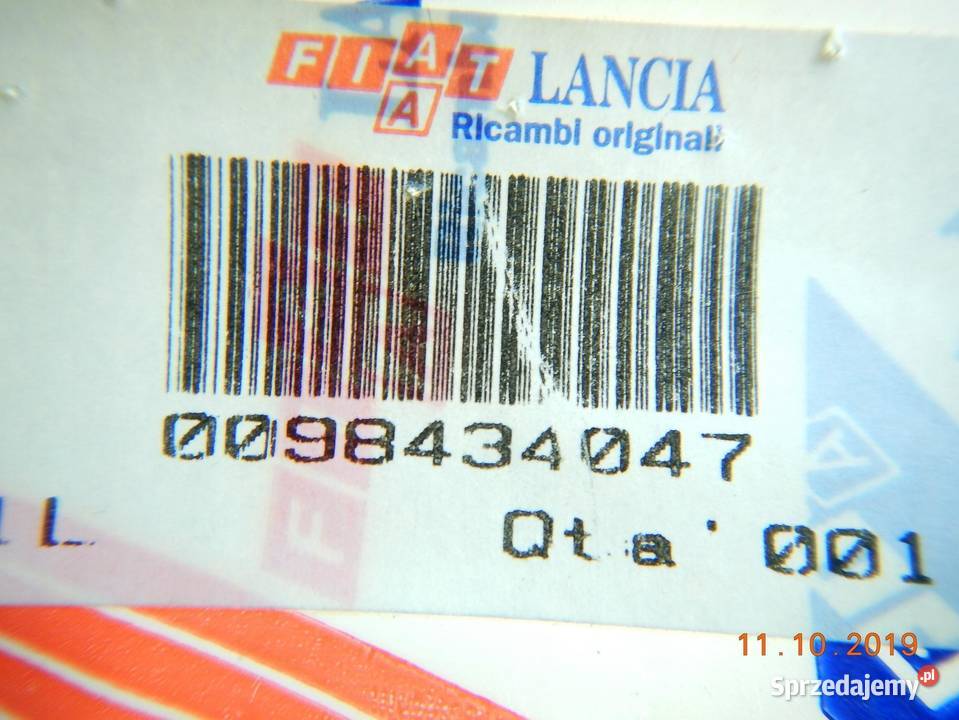 FIAT LANCIA
A
Ricambi originali
0098434047
Qta' 001
11.10.2019
Sprzedajemy.pl